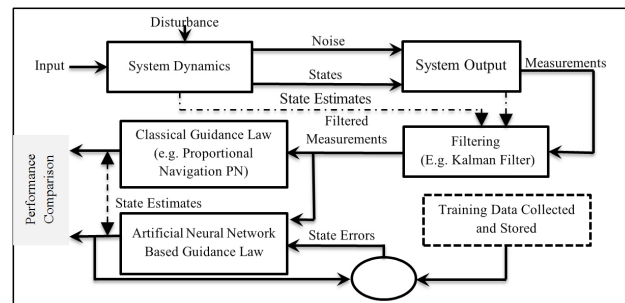 Disturbance
Input
System Dynamics
Noise
States
System Output
Measurements
State Estimates
Classical Guidance Law
(e.g. Proportional
Navigation PN)
Filtered
Measurements
Filtering
(E.g. Kalman Filter)
Performance
Comparison
State Estimates
Artificial Neural Network
Based Guidance Law
State Errors
Training Data Collected
and Stored